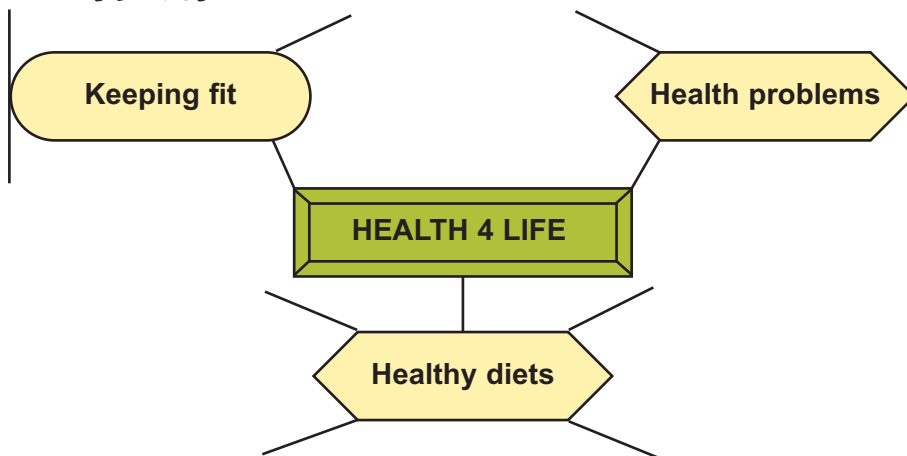 Keeping fit
Health problems
HEALTH 4 LIFE
Healthy diets